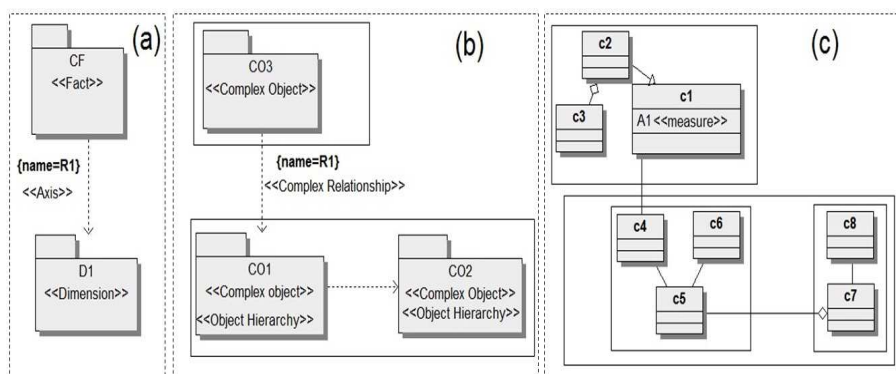 (a)
CF
<<Fact>>
{name=R1}
<<Axis>>
D1
<<Dimension>>
(b)
CO3
<<Complex Object>>
{name=R1}
<<Complex Relationship>>
CO1
<<Complex object>>
<<Object Hierarchy>>
CO2
<<Complex Object>>
<<Object Hierarchy>>
(c)
c2
c1
A1<<measure>>
c3
c4
c6
c8
c5
c7